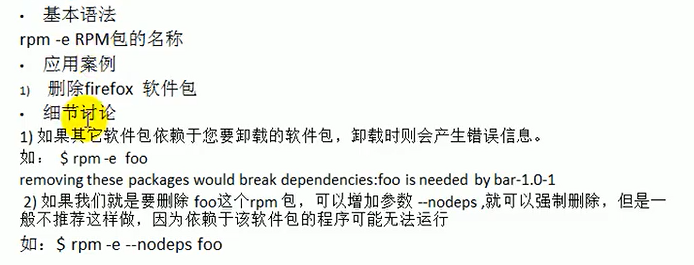 • 基本语法
rpm -e RPM包的名称
• 应用案例
1) 删除firefox 软件包
• 细节讨论
1) 如果其它软件包依赖于您要卸载的软件包，卸载时则会产生错误信息。
如： $ rpm -e foo
removing these packages would break dependencies:foo is needed by bar-1.0-1
2) 如果我们就是要删除 foo这个rpm 包，可以增加参数 --nodeps ,就可以强制删除，但是一
般不推荐这样做，因为依赖于该软件包的程序可能无法运行
如：$ rpm -e --nodeps foo